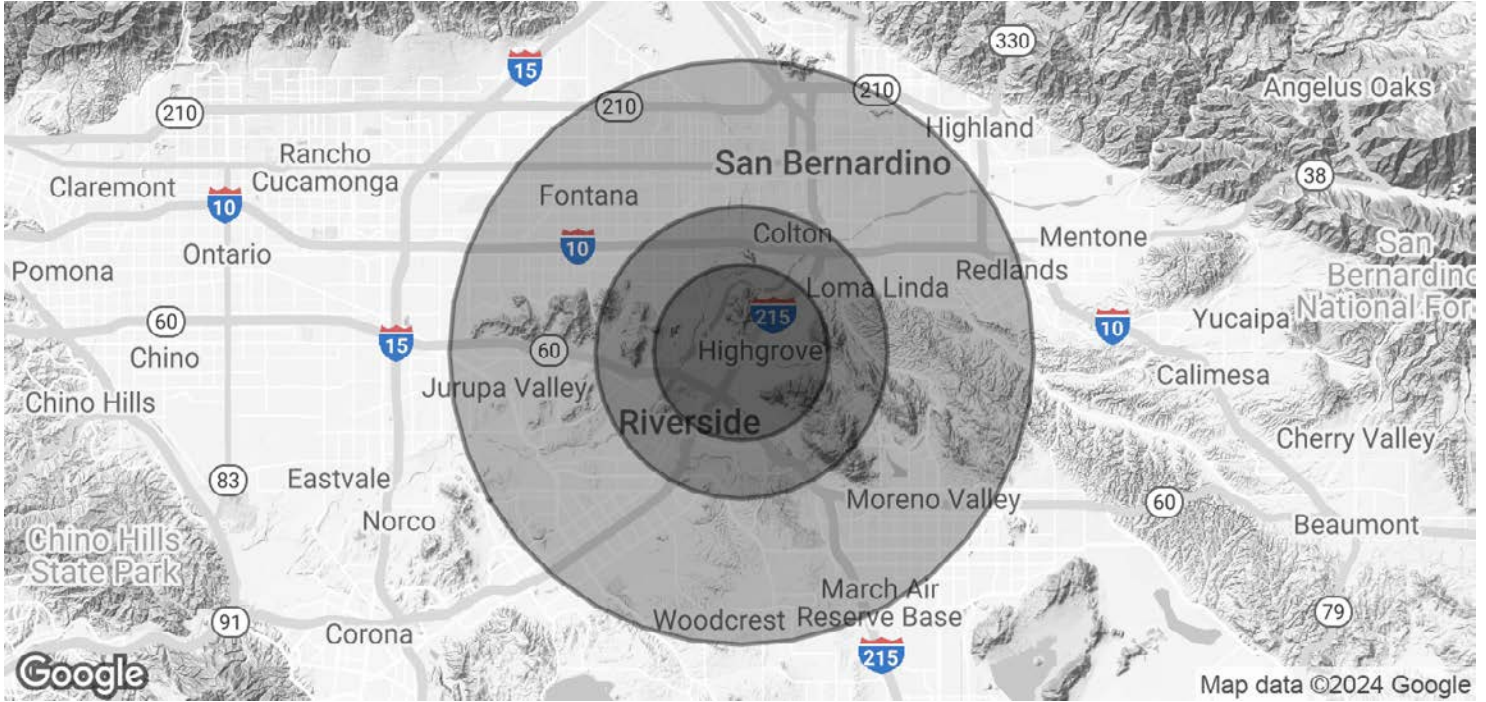 330
15
210
210
210
Angelus Oaks
Highland
Rancho
Cucamonga
San Bernardino
Claremont
38
Fontana
10
Colton
Mentone
San
Bernardino
National For
Ontario
10
Pomona
Redlands
Loma Linda
60
215
10
Yucaipa
15
Chino
60
Highgrove
Jurupa Valley
Calimesa
Chino Hills
Riverside
Cherry Valley
83
Eastvale
Moreno Valley
60
Norco
Beaumont
Chino Hills
State Park
March Air
Reserve Base
Woodcrest
91
Corona
79
215
Google
Map data ©2024 Google